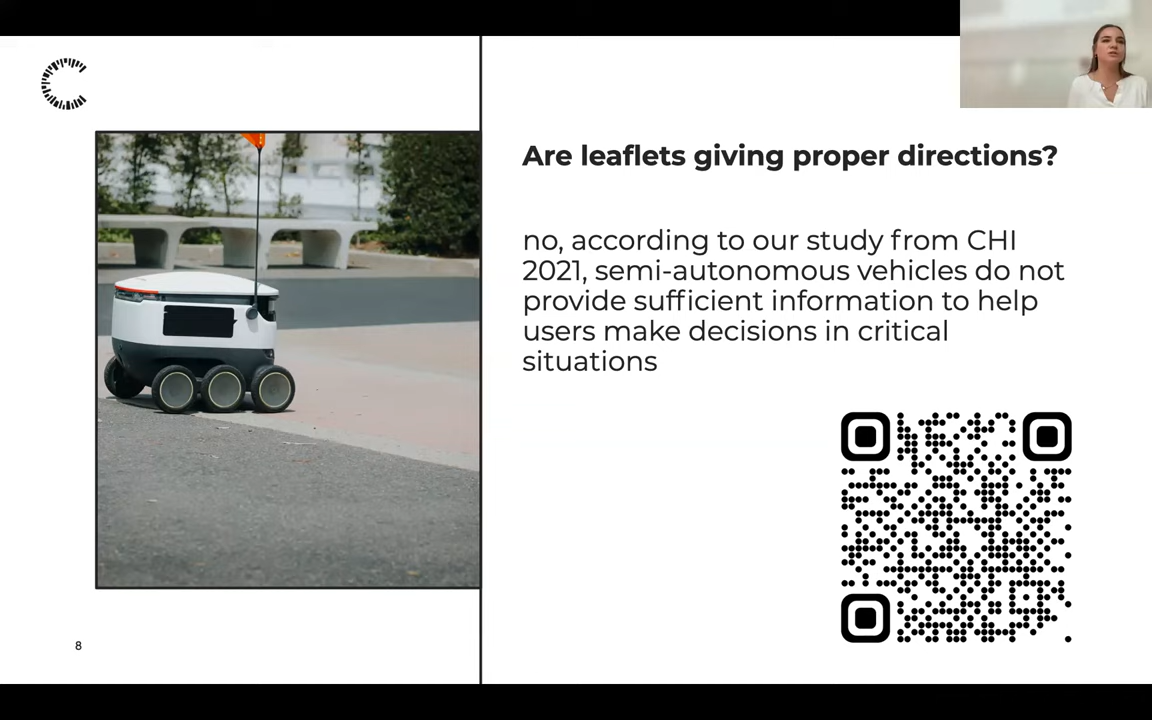 Are leaflets giving proper directions?
no, according to our study from CHI
2021, semi-autonomous vehicles do not
provide sufficient information to help
users make decisions in critical
situations
8